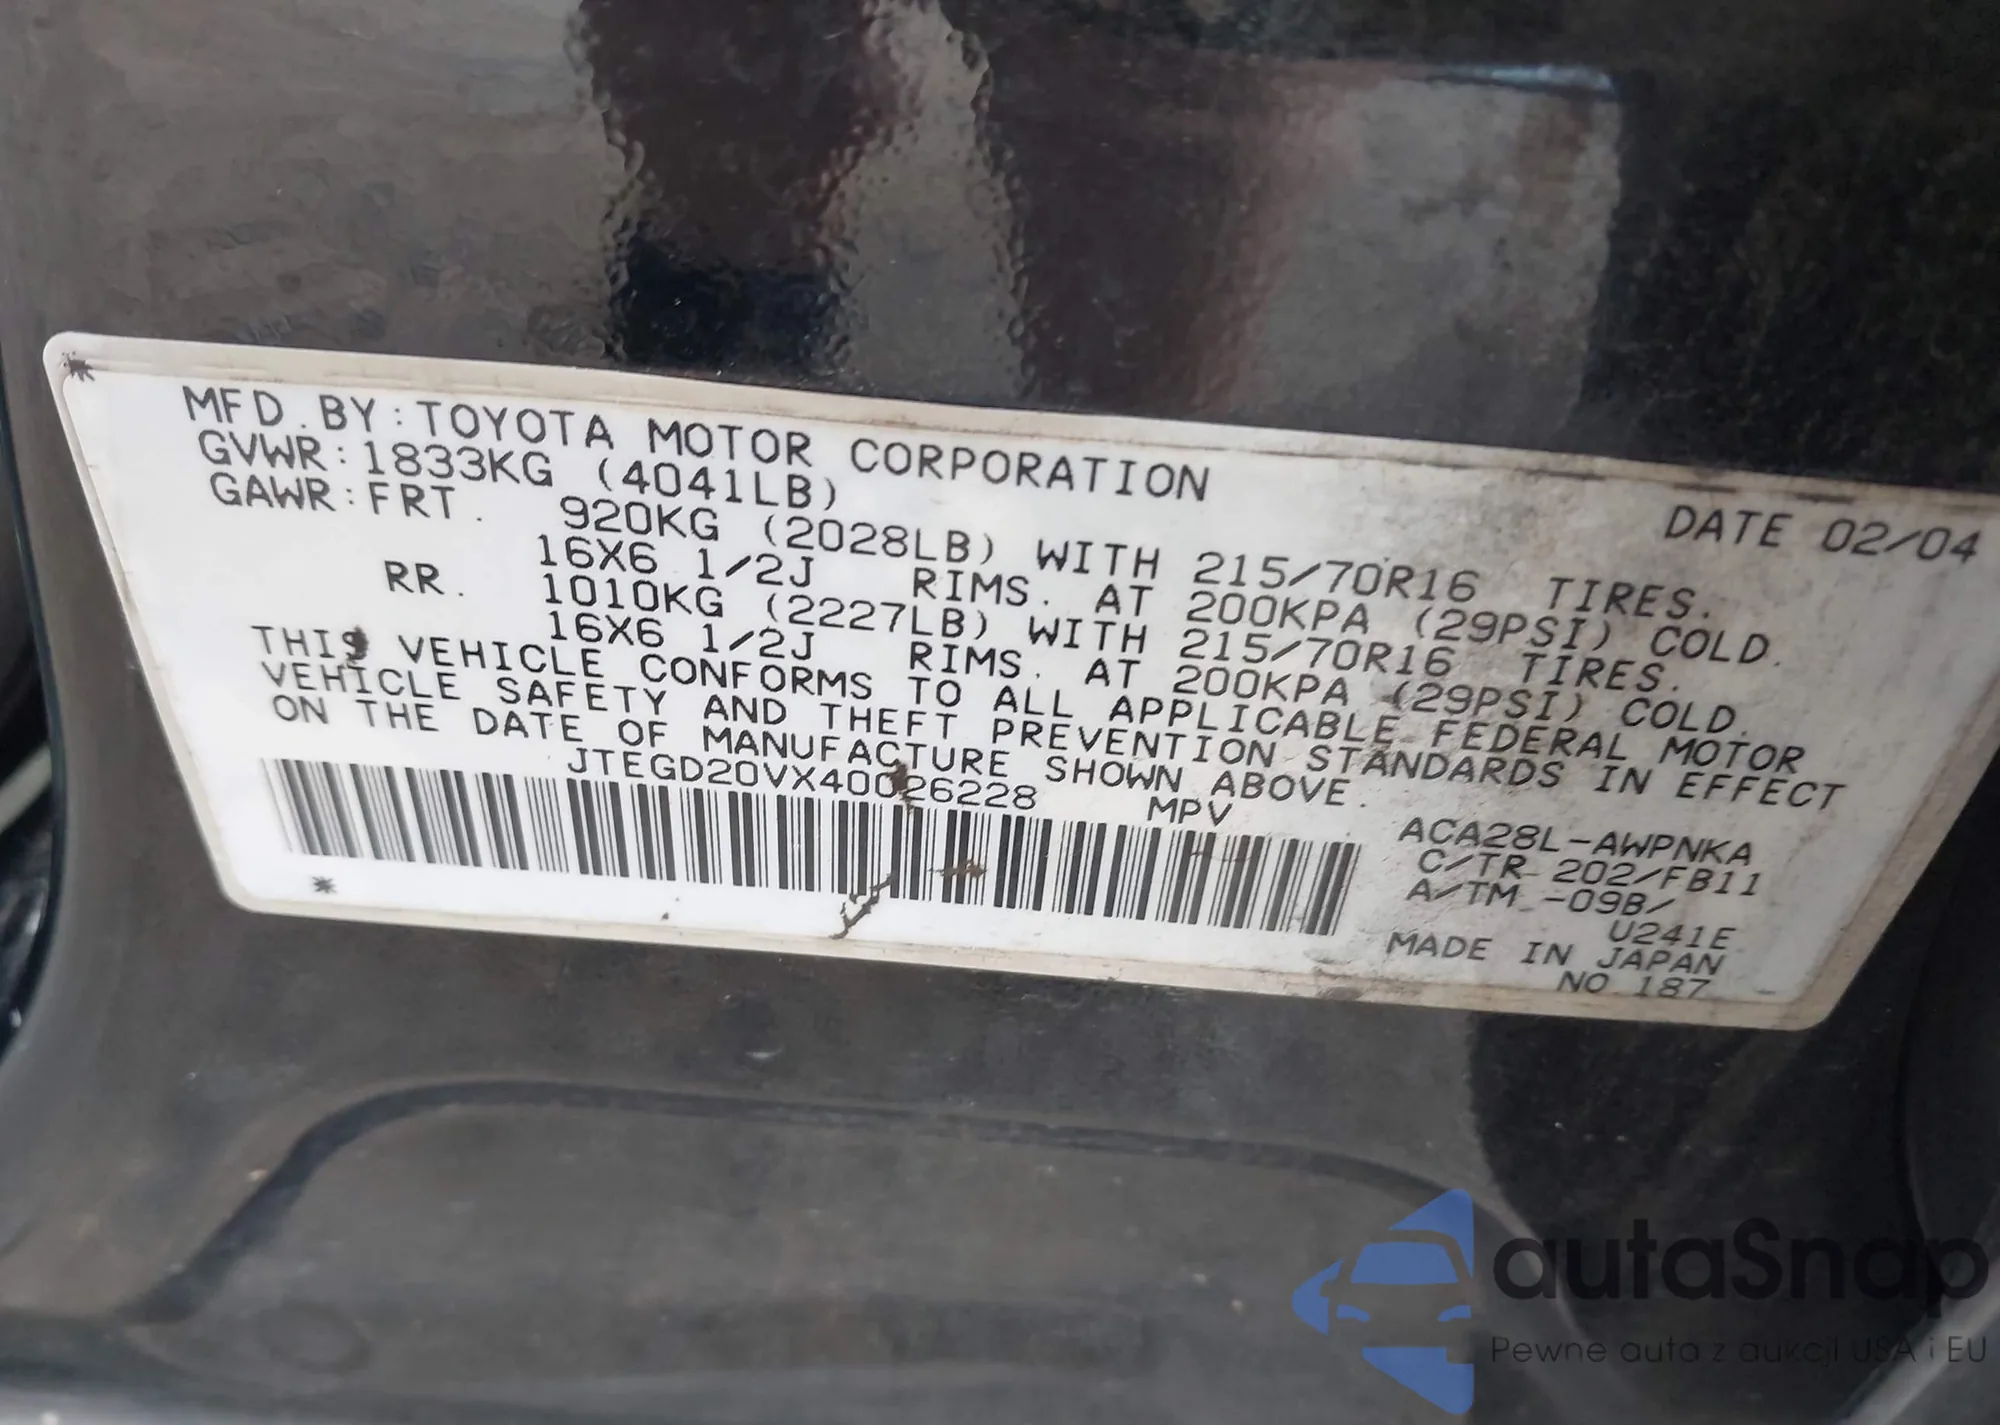 MFD.BY:TOYOTA MOTOR CORPORATION DATE 02/04
GVWR:1833KG (4041LB)
GAWR:FRT. 920KG (2028LB) WITH 215/70R16 TIRES.
16X6 1/2J RIMS. AT 200KPA (29PSI) COLD.
RR. 1010KG (2227LB) WITH 215/70R16 TIRES.
16X6 1/2J RIMS. AT 200KPA (29PSI) COLD.
THIS VEHICLE CONFORMS TO ALL APPLICABLE FEDERAL MOTOR
VEHICLE SAFETY AND THEFT PREVENTION STANDARDS IN EFFECT
ON THE DATE OF MANUFACTURE SHOWN ABOVE.
JTEGD20VX40026228 MPV
ACA28L-AWPNKA
C/TR 202/FB11
A/TM -09B/
U241E
MADE IN JAPAN
NO 187
autaSnap
Pewne auta z aukcji USA i EU